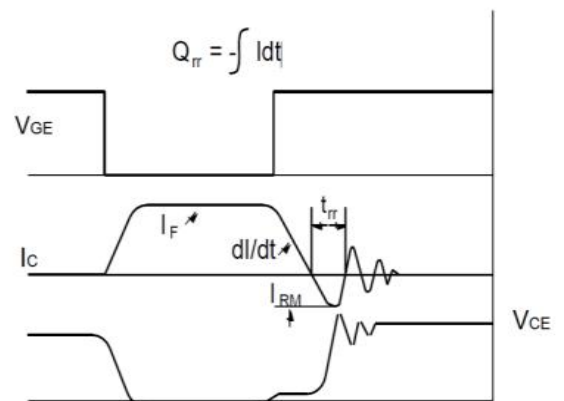 Qrr = -∫ Idt
VGE
trr
IF
dI/dt
IC
IRM
VCE